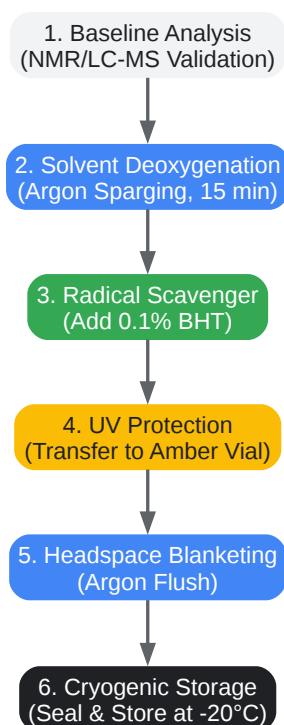 1. Baseline Analysis
(NMR/LC-MS Validation)
2. Solvent Deoxygenation
(Argon Sparging, 15 min)
3. Radical Scavenger
(Add 0.1% BHT)
4. UV Protection
(Transfer to Amber Vial)
5. Headspace Blanketing
(Argon Flush)
6. Cryogenic Storage
(Seal & Store at -20°C)